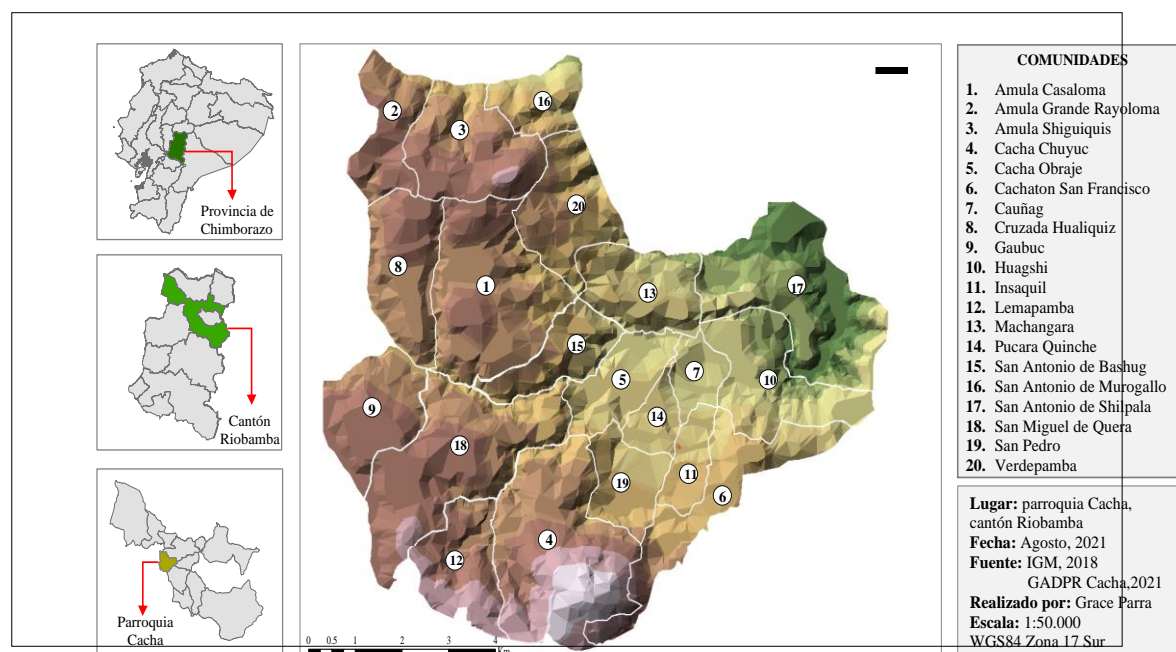 Provincia de
Chimborazo
Cantón
Riobamba
Parroquia
Cacha
2
3
16
20
8
1
13
17
15
5
7
10
9
14
18
19
11
6
4
12
0 0.5 1 2 3 4
Km
COMUNIDADES
1. Amula Casaloma
2. Amula Grande Rayoloma
3. Amula Shiguiquis
4. Cacha Chuyuc
5. Cacha Obraje
6. Cachaton San Francisco
7. Cauñag
8. Cruzada Hualiquiz
9. Gaubuc
10. Huagshi
11. Insaquil
12. Lemapamba
13. Machangara
14. Pucara Quinche
15. San Antonio de Bashug
16. San Antonio de Murogallo
17. San Antonio de Shilpala
18. San Miguel de Quera
19. San Pedro
20. Verdepamba
Lugar: parroquia Cacha,
cantón Riobamba
Fecha: Agosto, 2021
Fuente: IGM, 2018
GADPR Cacha,2021
Realizado por: Grace Parra
Escala: 1:50.000
WGS84 Zona 17 Sur